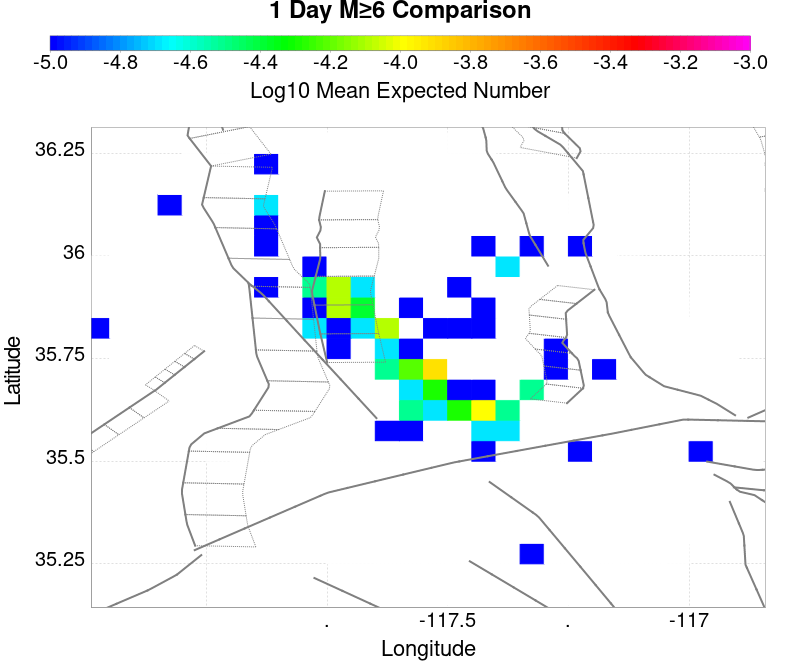 1 Day M≥6 Comparison
-5.0 -4.8 -4.6 -4.4 -4.2 -4.0 -3.8 -3.6 -3.4 -3.2 -3.0
Log10 Mean Expected Number
36.25
36
35.75
35.5
35.25
Latitude
. -117.5 . -117
Longitude